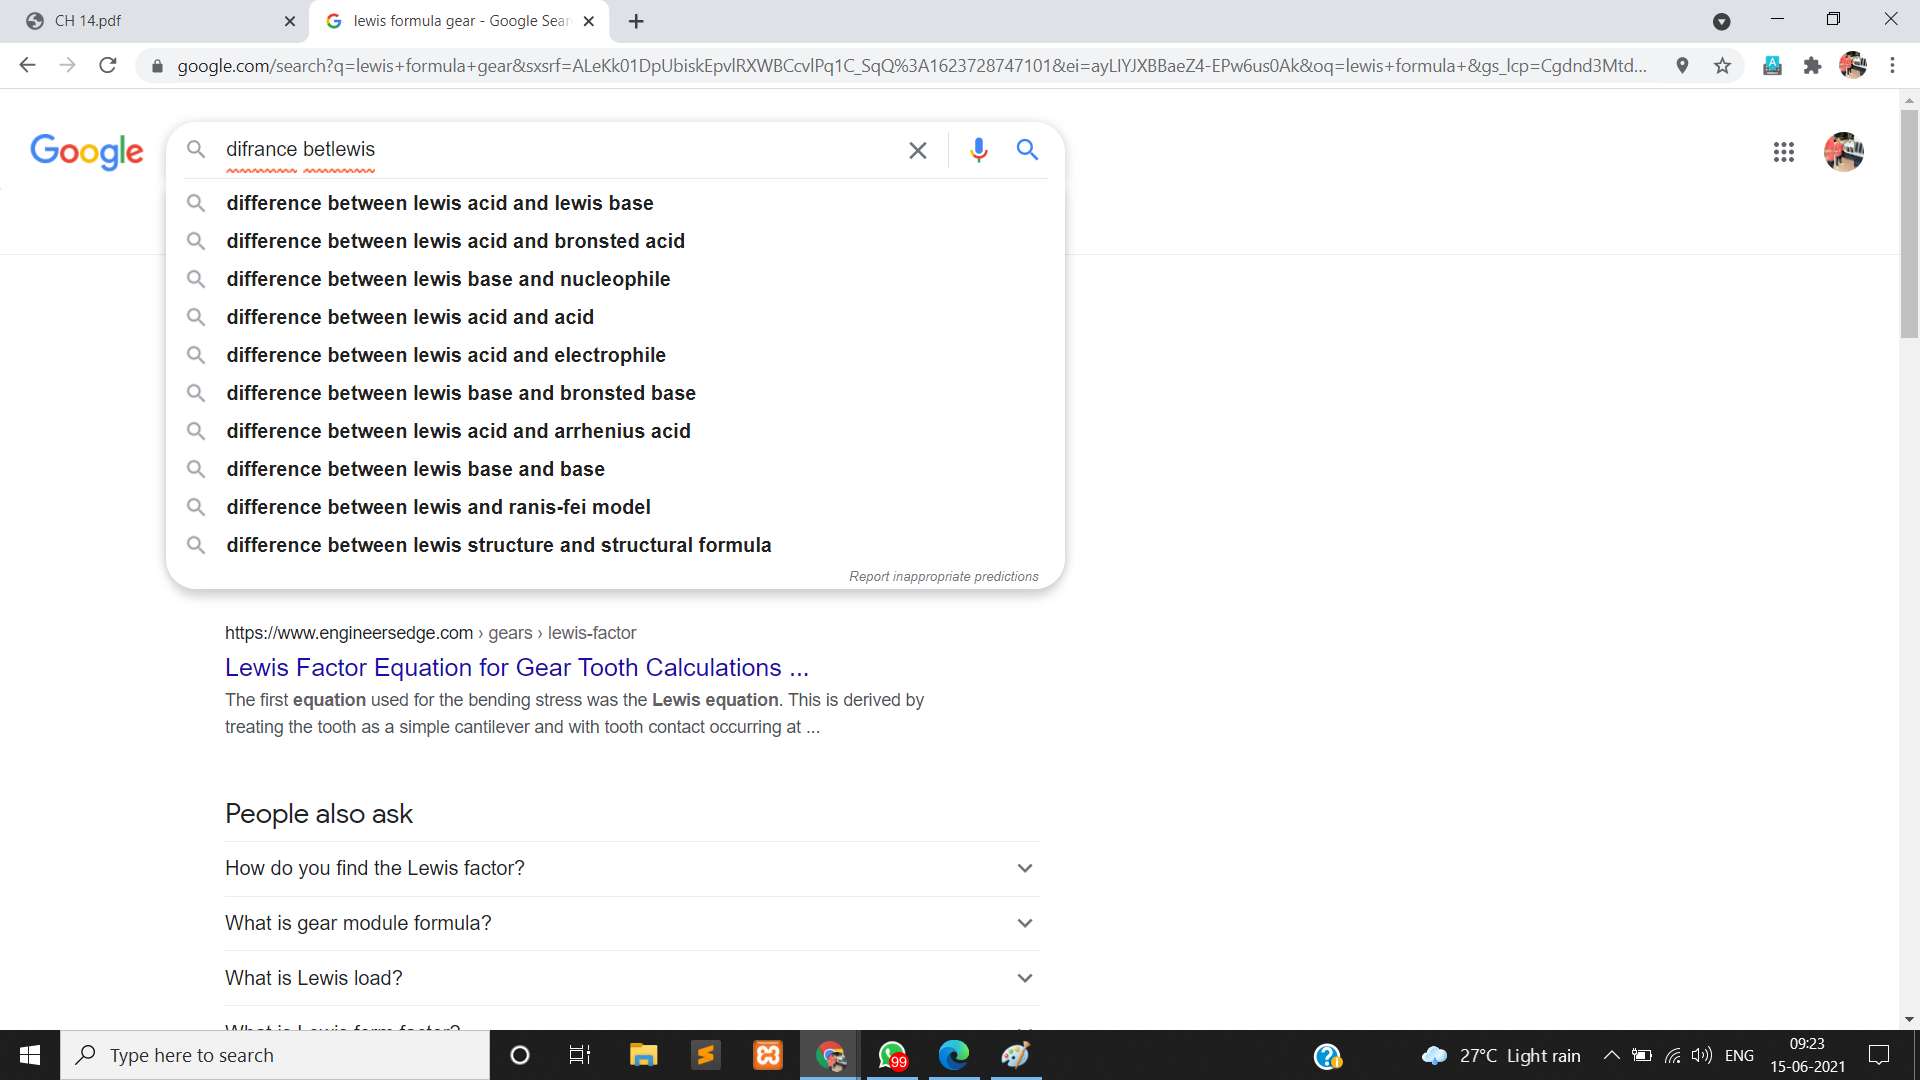 CH 14.pdf
lewis formula gear - Google Sear
google.com/search?q=lewis+formula+gear&sxsrf=ALeKk01DpUbiskEpvlRXWBCcvlPq1C_SqQ%3A1623728747101&ei=ayLIYJXBBaeZ4-EPw6us0Ak&oq=lewis+formula+&gs_lcp=Cgdnd3Mtd...
Google
difrance betlewis
difference between lewis acid and lewis base
difference between lewis acid and bronsted acid
difference between lewis base and nucleophile
difference between lewis acid and acid
difference between lewis acid and electrophile
difference between lewis base and bronsted base
difference between lewis acid and arrhenius acid
difference between lewis base and base
difference between lewis and ranis-fei model
difference between lewis structure and structural formula
Report inappropriate predictions
https://www.engineersedge.com › gears › lewis-factor
Lewis Factor Equation for Gear Tooth Calculations ...
The first equation used for the bending stress was the Lewis equation. This is derived by
treating the tooth as a simple cantilever and with tooth contact occurring at ...
People also ask
How do you find the Lewis factor?
What is gear module formula?
What is Lewis load?
What is Lewis form factor?
Type here to search
99
27°C Light rain
ENG
09:23
15-06-2021